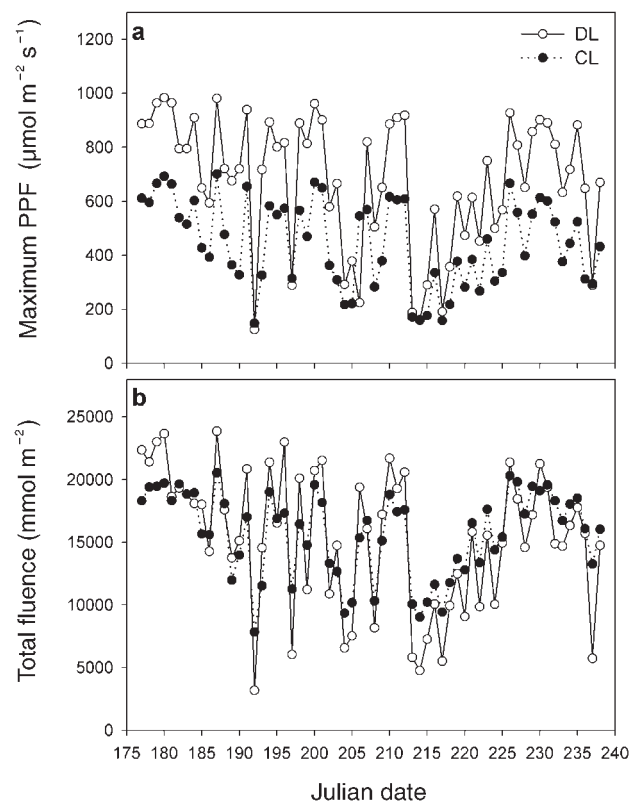 a
DL
CL
1200
1000
800
600
400
200
0
Maximum PPF (μmol m⁻² s⁻¹)
b
25000
20000
15000
10000
5000
0
Total fluence (mmol m⁻²)
175 180 185 190 195 200 205 210 215 220 225 230 235 240
Julian date